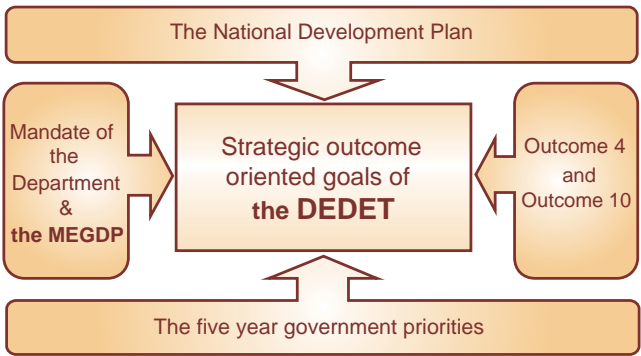 The National Development Plan
Mandate of
the
Department
&
the MEGDP
Strategic outcome
oriented goals of
the DEDET
Outcome 4
and
Outcome 10
The five year government priorities